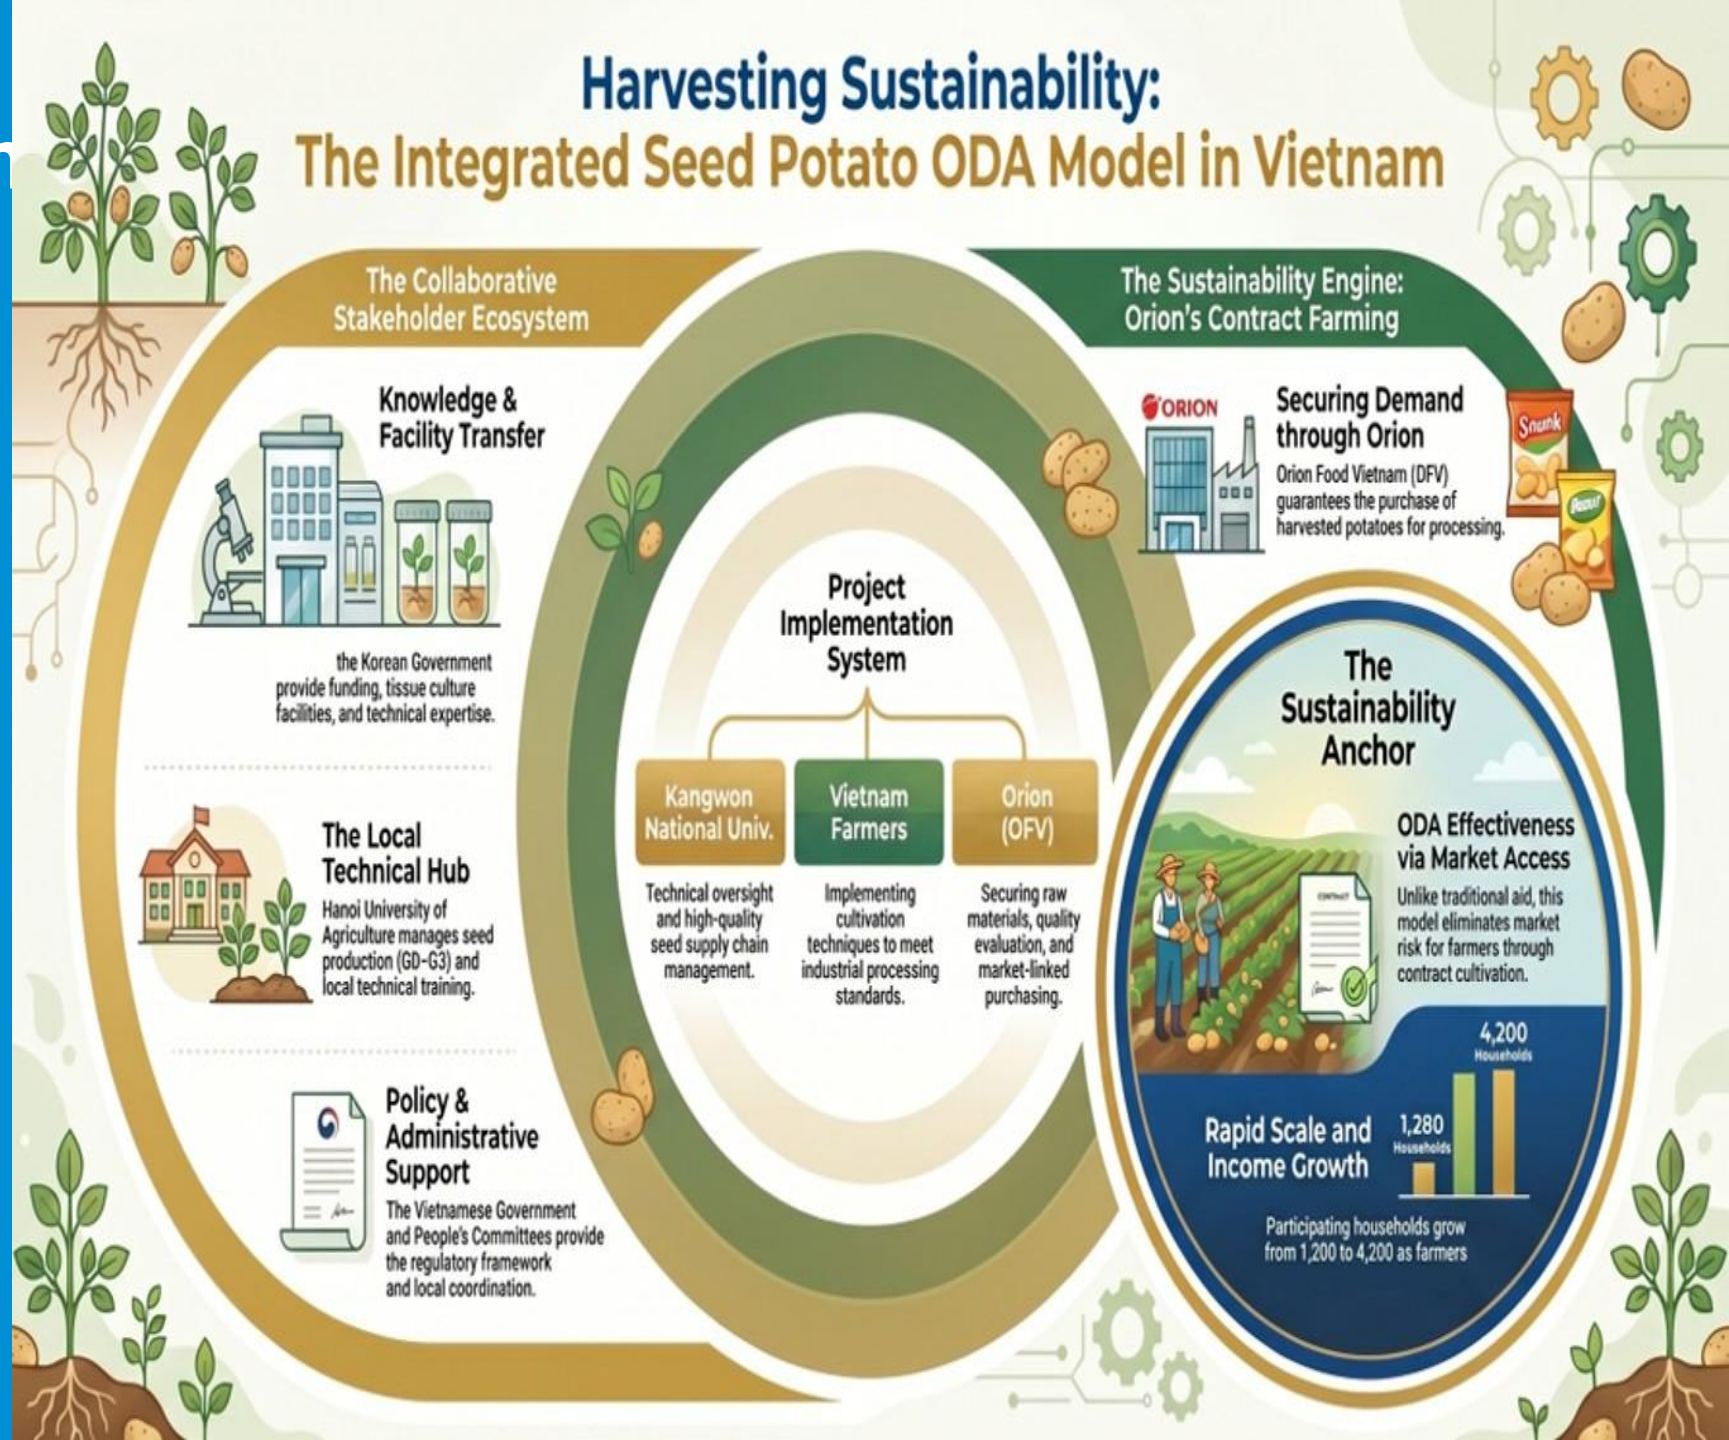 Harvesting Sustainability:
The Integrated Seed Potato ODA Model in Vietnam
The Collaborative
Stakeholder Ecosystem
Knowledge &
Facility Transfer
the Korean Government
provide funding, tissue culture
facilities, and technical expertise.
The Local
Technical Hub
Hanoi University of
Agriculture manages seed
production (GD-G3) and
local technical training.
Policy &
Administrative
Support
The Vietnamese Government
and People's Committees provide
the regulatory framework
and local coordination.
Project
Implementation
System
Kangwon
National Univ.
Technical oversight
and high-quality
seed supply chain
management.
Vietnam
Farmers
Implementing
cultivation
techniques to meet
industrial processing
standards.
Orion
(OFV)
Securing raw
materials, quality
evaluation, and
market-linked
purchasing.
The Sustainability Engine:
Orion's Contract Farming
ORION
Securing Demand
through Orion
Orion Food Vietnam (DFV)
guarantees the purchase of
harvested potatoes for processing.
The
Sustainability
Anchor
CONTRACT
ODA Effectiveness
via Market Access
Unlike traditional aid, this
model eliminates market
risk for farmers through
contract cultivation.
Rapid Scale and
Income Growth
1,280
Households
4,200
Households
Participating households grow
from 1,200 to 4,200 as farmers